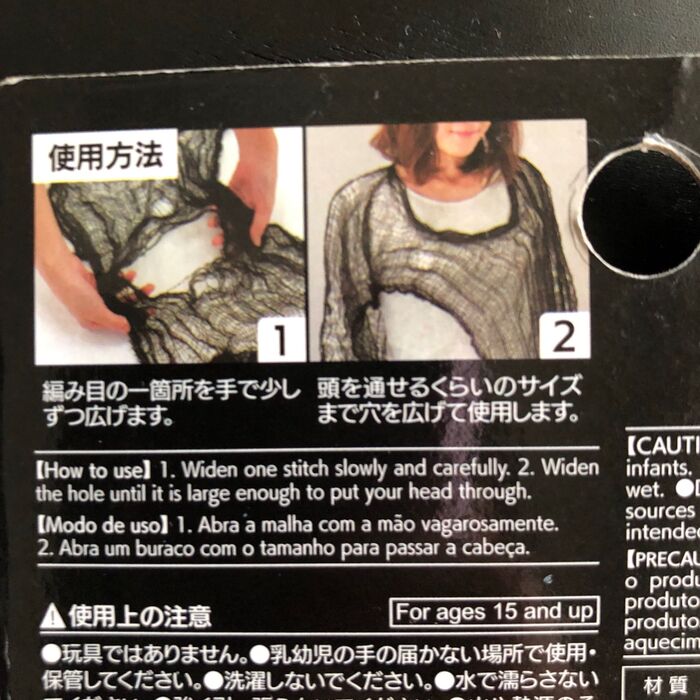 使用方法
1
2
編み目の一箇所を手で少し
ずつ広げます。
頭を通せるくらいのサイズ
まで穴を広げて使用します。
【How to use】 1. Widen one stitch slowly and carefully. 2. Widen
the hole until it is large enough to put your head through.
【Modo de uso】 1. Abra a malha com a mão vagarosamente.
2. Abra um buraco com o tamanho para passar a cabeça.
⚠使用上の注意
For ages 15 and up
●玩具ではありません。●乳幼児の手の届かない場所で使用・
保管してください。●洗濯しないでください。●水で濡らさない
【CAUTI
infants.
wet. ●D
sources
intended
【PRECAU
o produ
produto
produto
aquecim
材質